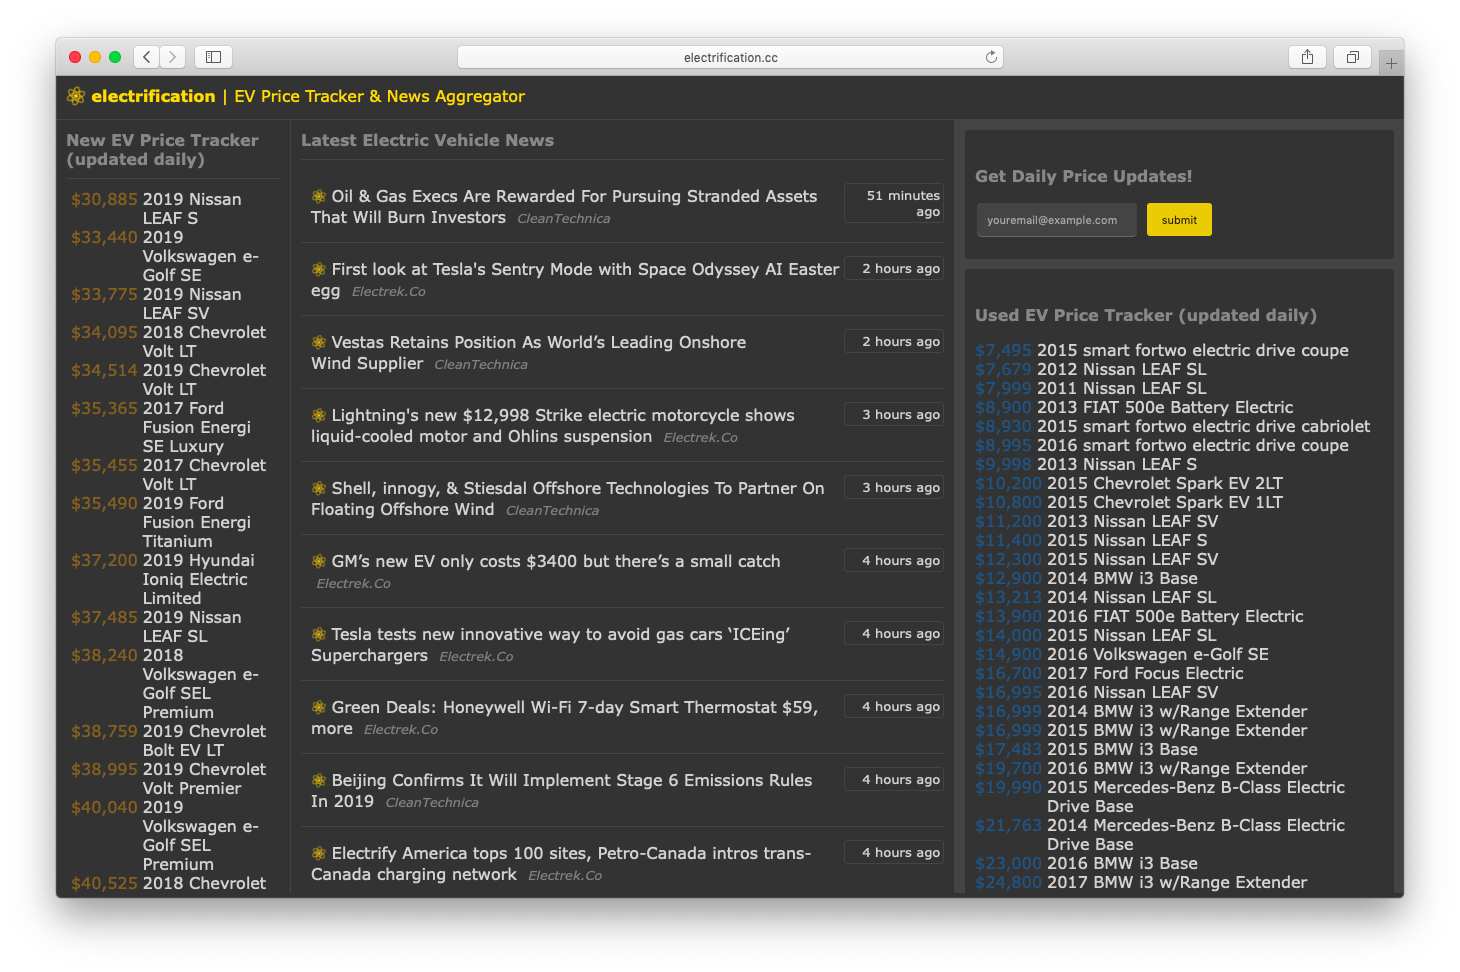 electrification.cc
electrification | EV Price Tracker & News Aggregator
New EV Price Tracker
(updated daily)
$30,885 2019 Nissan
LEAF S
$33,440 2019
Volkswagen e-
Golf SE
$33,775 2019 Nissan
LEAF SV
$34,095 2018 Chevrolet
Volt LT
$34,514 2019 Chevrolet
Volt LT
$35,365 2017 Ford
Fusion Energi
SE Luxury
$35,455 2017 Chevrolet
Volt LT
$35,490 2019 Ford
Fusion Energi
Titanium
$37,200 2019 Hyundai
Ioniq Electric
Limited
$37,485 2019 Nissan
LEAF SL
$38,240 2018
Volkswagen e-
Golf SEL
Premium
$38,759 2019 Chevrolet
Bolt EV LT
$38,995 2019 Chevrolet
Volt Premier
$40,040 2019
Volkswagen e-
Golf SEL
Premium
$40,525 2018 Chevrolet
Latest Electric Vehicle News
Oil & Gas Execs Are Rewarded For Pursuing Stranded Assets
That Will Burn Investors CleanTechnica
51 minutes
ago
First look at Tesla's Sentry Mode with Space Odyssey AI Easter
egg Electrek.Co
2 hours ago
Vestas Retains Position As World’s Leading Onshore
Wind Supplier CleanTechnica
2 hours ago
Lightning's new $12,998 Strike electric motorcycle shows
liquid-cooled motor and Ohlins suspension Electrek.Co
3 hours ago
Shell, innogy, & Stiesdal Offshore Technologies To Partner On
Floating Offshore Wind CleanTechnica
3 hours ago
GM’s new EV only costs $3400 but there’s a small catch
Electrek.Co
4 hours ago
Tesla tests new innovative way to avoid gas cars ‘ICEing’
Superchargers Electrek.Co
4 hours ago
Green Deals: Honeywell Wi-Fi 7-day Smart Thermostat $59,
more Electrek.Co
4 hours ago
Beijing Confirms It Will Implement Stage 6 Emissions Rules
In 2019 CleanTechnica
4 hours ago
Electrify America tops 100 sites, Petro-Canada intros trans-
Canada charging network Electrek.Co
4 hours ago
Get Daily Price Updates!
youremail@example.com submit
Used EV Price Tracker (updated daily)
$7,495 2015 smart fortwo electric drive coupe
$7,679 2012 Nissan LEAF SL
$7,999 2011 Nissan LEAF SL
$8,900 2013 FIAT 500e Battery Electric
$8,930 2015 smart fortwo electric drive cabriolet
$8,995 2016 smart fortwo electric drive coupe
$9,998 2013 Nissan LEAF S
$10,200 2015 Chevrolet Spark EV 2LT
$10,800 2015 Chevrolet Spark EV 1LT
$11,200 2013 Nissan LEAF SV
$11,400 2015 Nissan LEAF S
$12,300 2015 Nissan LEAF SV
$12,900 2014 BMW i3 Base
$13,213 2014 Nissan LEAF SL
$13,900 2016 FIAT 500e Battery Electric
$14,000 2015 Nissan LEAF SL
$14,900 2016 Volkswagen e-Golf SE
$16,700 2017 Ford Focus Electric
$16,995 2016 Nissan LEAF SV
$16,999 2014 BMW i3 w/Range Extender
$16,999 2015 BMW i3 w/Range Extender
$17,483 2015 BMW i3 Base
$19,700 2016 BMW i3 w/Range Extender
$19,990 2015 Mercedes-Benz B-Class Electric
Drive Base
$21,763 2014 Mercedes-Benz B-Class Electric
Drive Base
$23,000 2016 BMW i3 Base
$24,800 2017 BMW i3 w/Range Extender